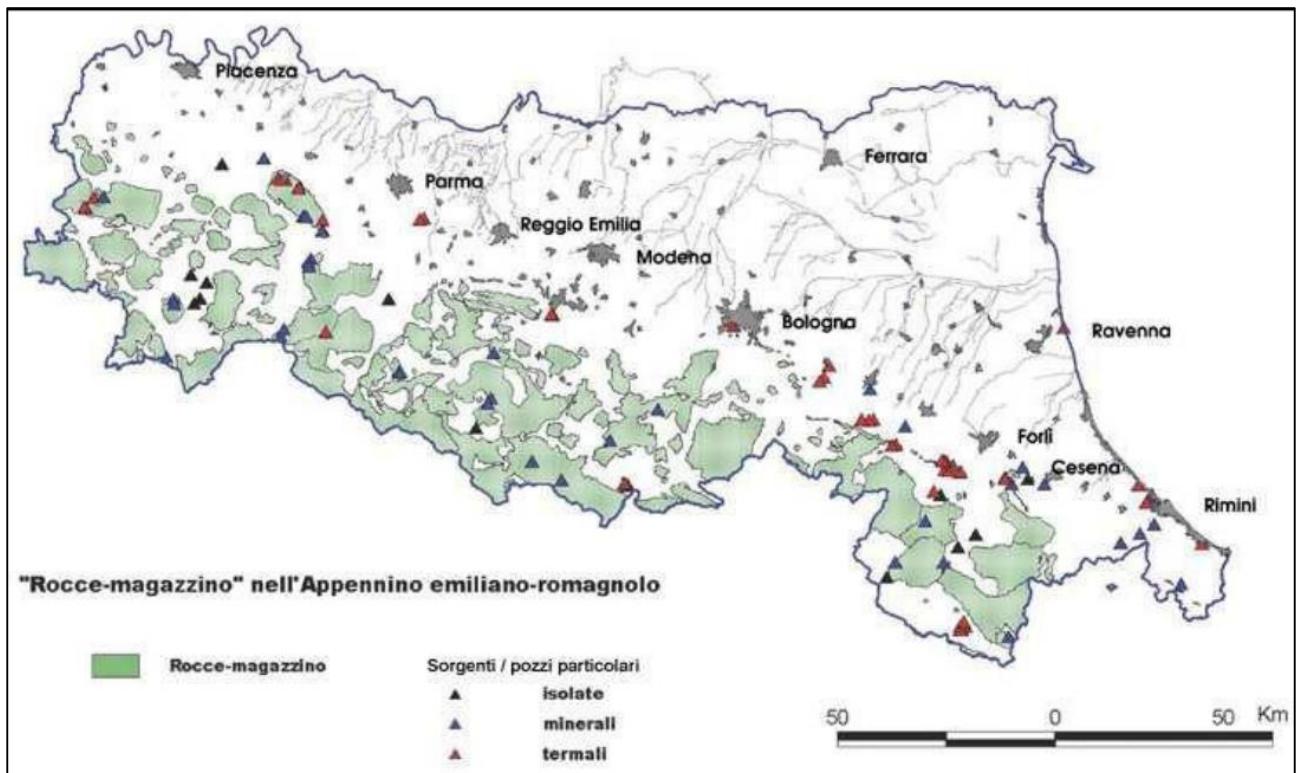 Piacenza
Ferrara
Parma
Reggio Emilia
Modena
Bologna
Ravenna
Forlì
Cesena
Rimini
"Rocce-magazzino" nell'Appennino emiliano-romagnolo
Rocce-magazzino
Sorgenti / pozzi particolari
isolate
minerali
termali
50 0 50 Km